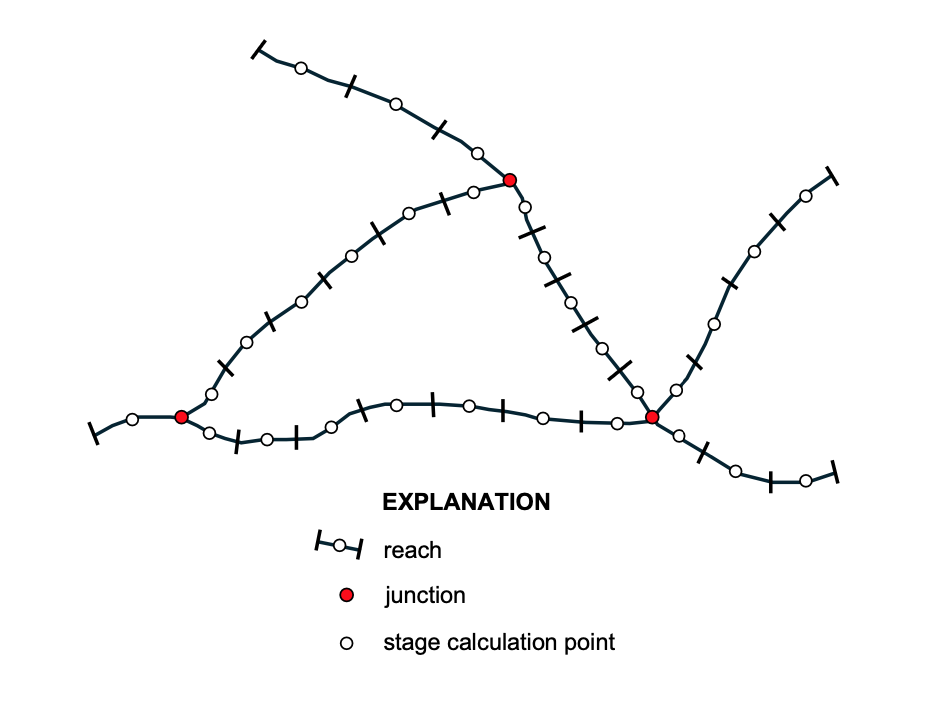 EXPLANATION
reach
junction
stage calculation point